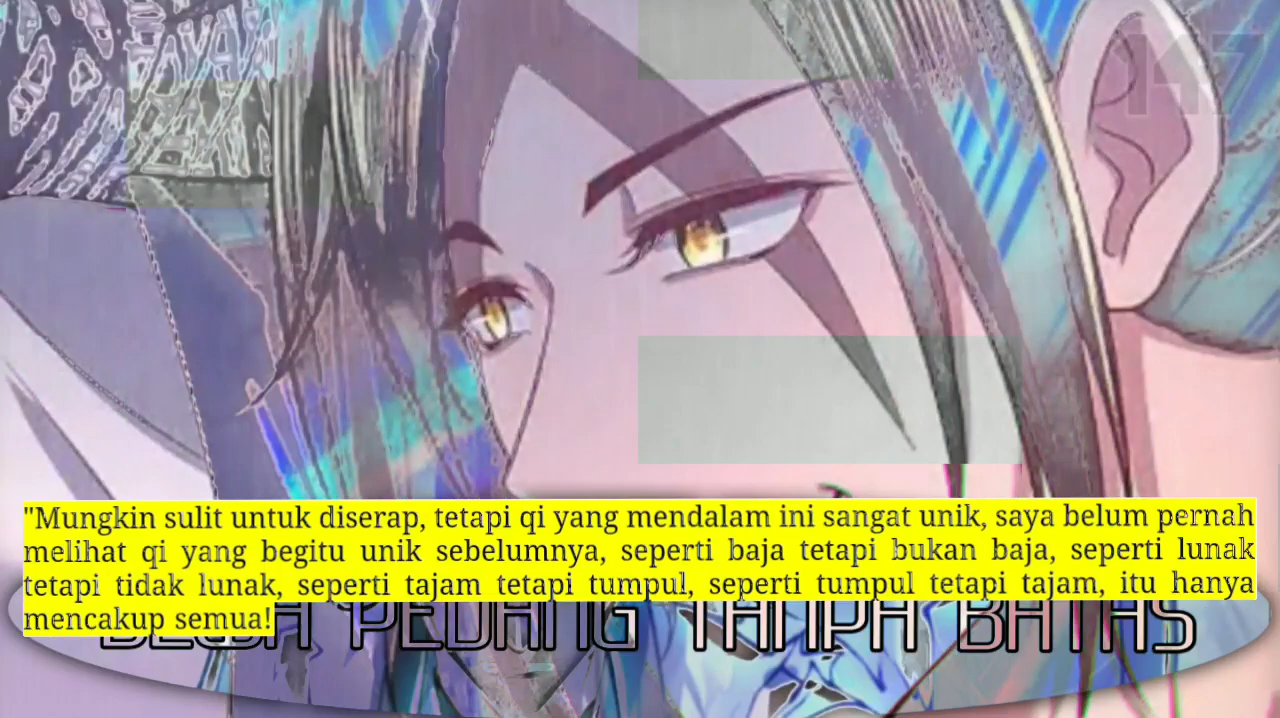 147
"Mungkin sulit untuk diserap, tetapi qi yang mendalam ini sangat unik, saya belum pernah
melihat qi yang begitu unik sebelumnya, seperti baja tetapi bukan baja, seperti lunak
tetapi tidak lunak, seperti tajam tetapi tumpul, seperti tumpul tetapi tajam, itu hanya
mencakup semua!
DEWA PEDANG TANPA BATAS